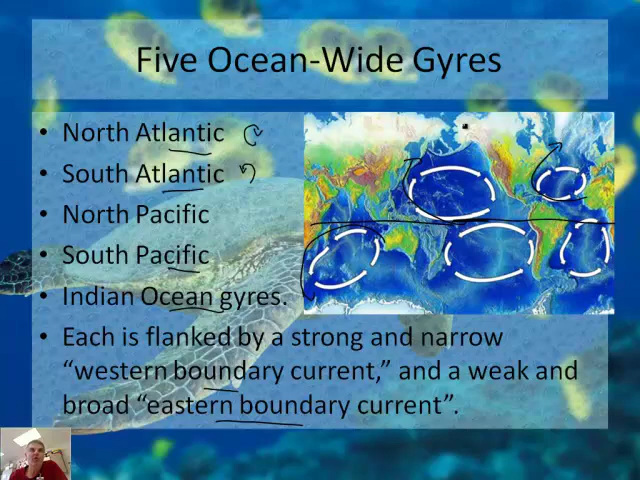 Five Ocean-Wide Gyres
• North Atlantic
• South Atlantic
• North Pacific
• South Pacific
• Indian Ocean gyres.
• Each is flanked by a strong and narrow
“western boundary current,” and a weak and
broad “eastern boundary current”.